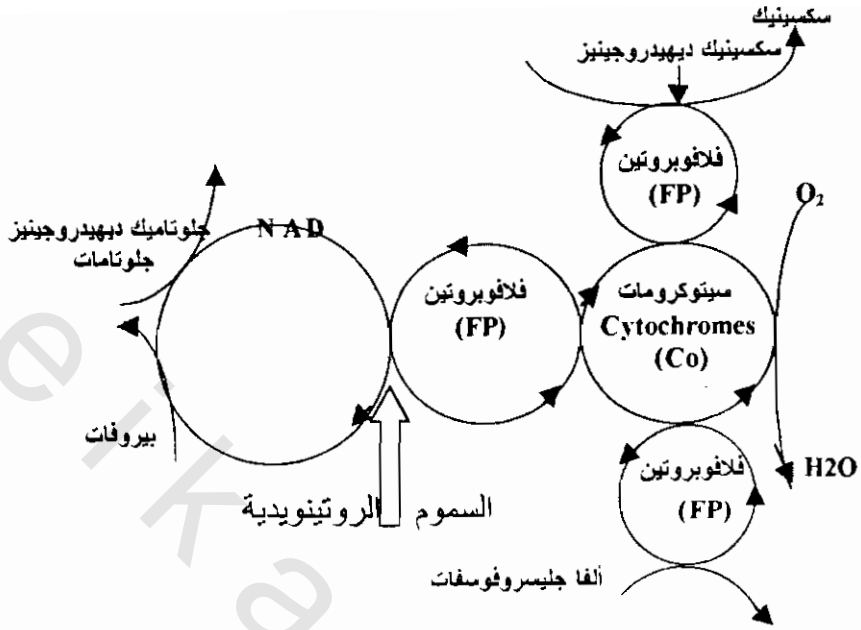 سكسينيك
سكسينيك ديهيدروجينيز
فلافوبروتين
(FP)
O₂
NAD
جلوتاميك ديهيدروجينيز
جلوتامات
فلافوبروتين
(FP)
سيتوكرومات
Cytochromes
(Co)
بيروفات
فلافوبروتين
(FP)
H2O
السموم الروتينويدية
ألفا جليسروفوسفات